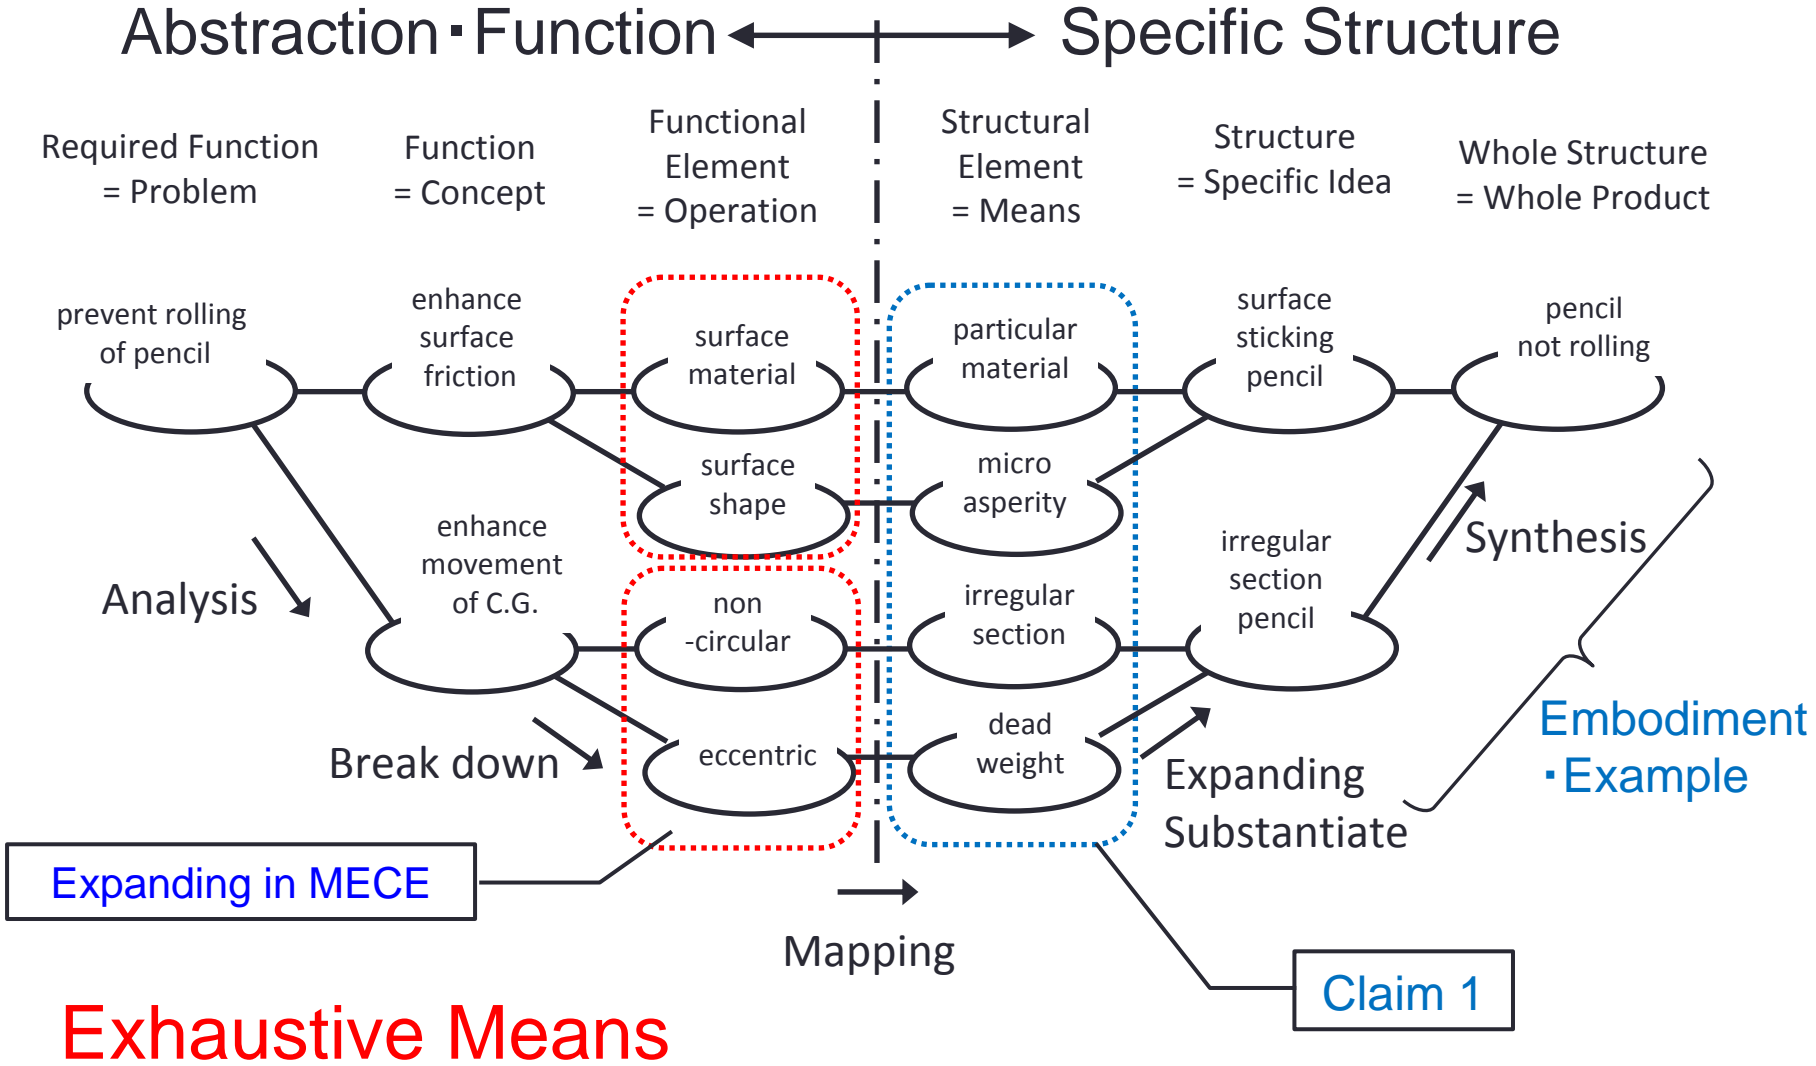 Abstraction・Function
Specific Structure
Required Function
= Problem
Function
= Concept
Functional
Element
= Operation
Structural
Element
= Means
Structure
= Specific Idea
Whole Structure
= Whole Product
prevent rolling
of pencil
enhance
surface
friction
surface
material
particular
material
surface
sticking
pencil
pencil
not rolling
surface
shape
micro
asperity
enhance
movement
of C.G.
non
-circular
irregular
section
irregular
section
pencil
eccentric
dead
weight
Analysis
Break down
Mapping
Expanding
Substantiate
Synthesis
Embodiment
・Example
Expanding in MECE
Claim 1
Exhaustive Means